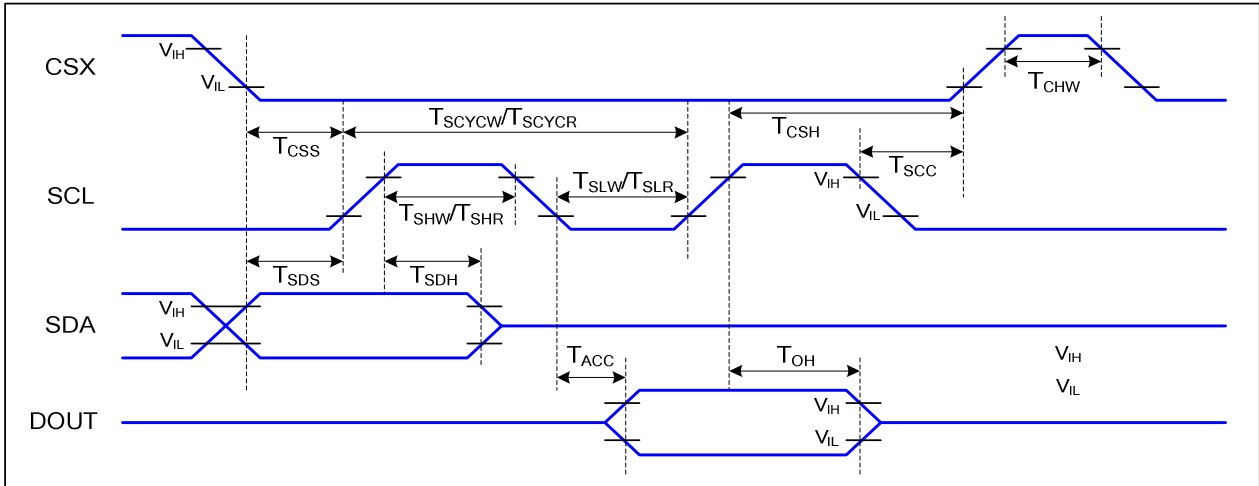 CSX
VIH
VIL
TCHW
TSCYCW/TSCYCR
TCSH
TCSS
TSCC
SCL
TSLW/TSLR
VIH
TSHW/TSHR
VIL
TSDS
TSDH
SDA
VIH
VIL
TACC
TOH
VIH
VIL
DOUT
VIH
VIL